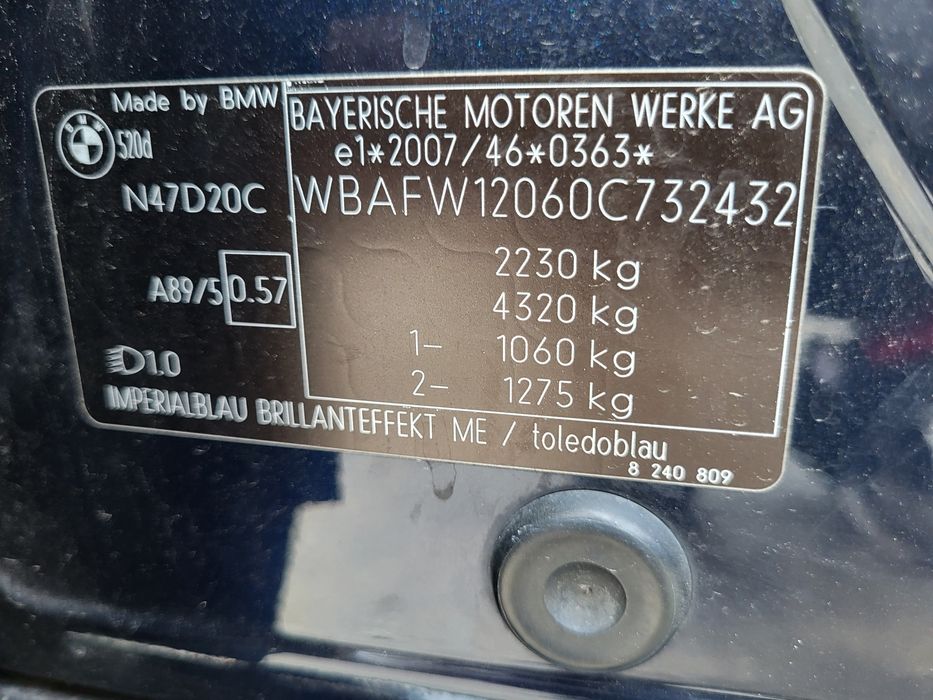 Made by BMW
520d
N47D20C
A89/5 0.57
D1.0
BAYERISCHE MOTOREN WERKE AG
e1*2007/46*0363*
WBAFW12060C732432
2230 kg
4320 kg
1- 1060 kg
2- 1275 kg
IMPERIALBLAU BRILLANTEFFEKT ME / toledoblau
8 240 809